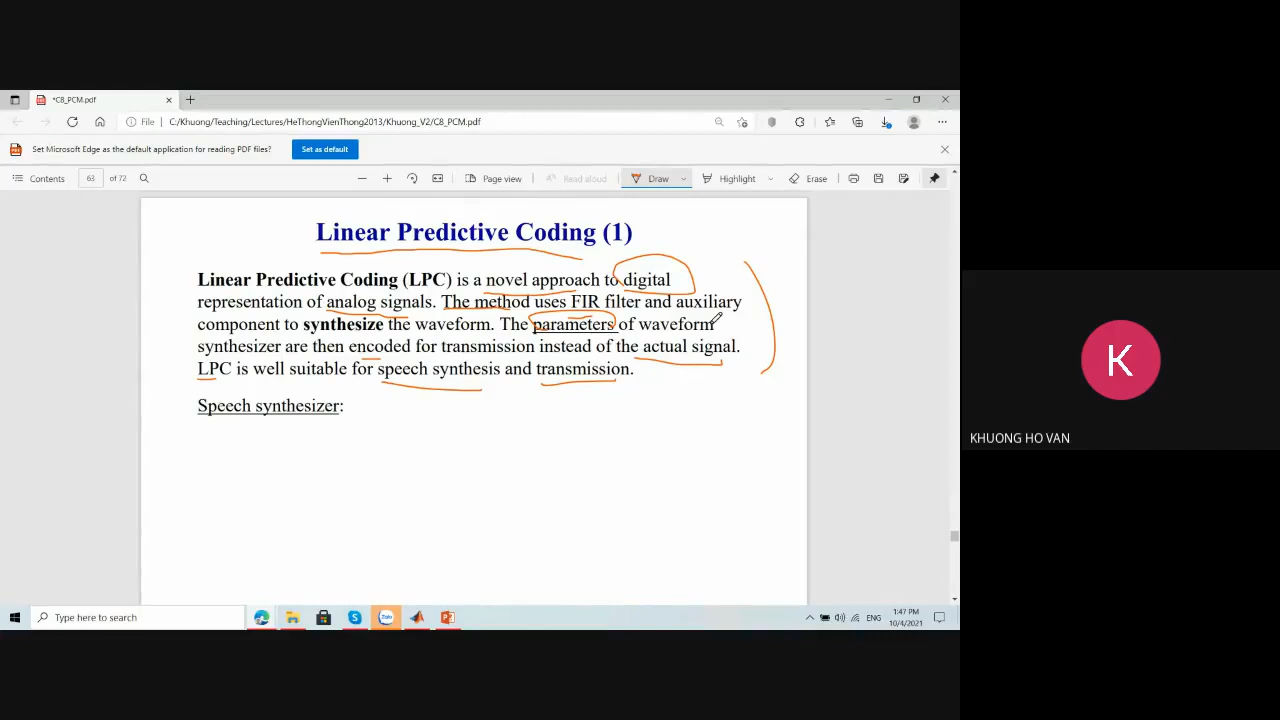 *C8_PCM.pdf
File C:/Khuong/Teaching/Lectures/HeThongVienThong2013/Khuong_V2/C8_PCM.pdf
Set Microsoft Edge as the default application for reading PDF files? Set as default
Contents 63 of 72 Page view Read aloud Draw Highlight Erase
Linear Predictive Coding (1)
Linear Predictive Coding (LPC) is a novel approach to digital
representation of analog signals. The method uses FIR filter and auxiliary
component to synthesize the waveform. The parameters of waveform
synthesizer are then encoded for transmission instead of the actual signal.
LPC is well suitable for speech synthesis and transmission.
Speech synthesizer:
K
KHUONG HO VAN
Type here to search
Zalo
ENG
1:47 PM
10/4/2021